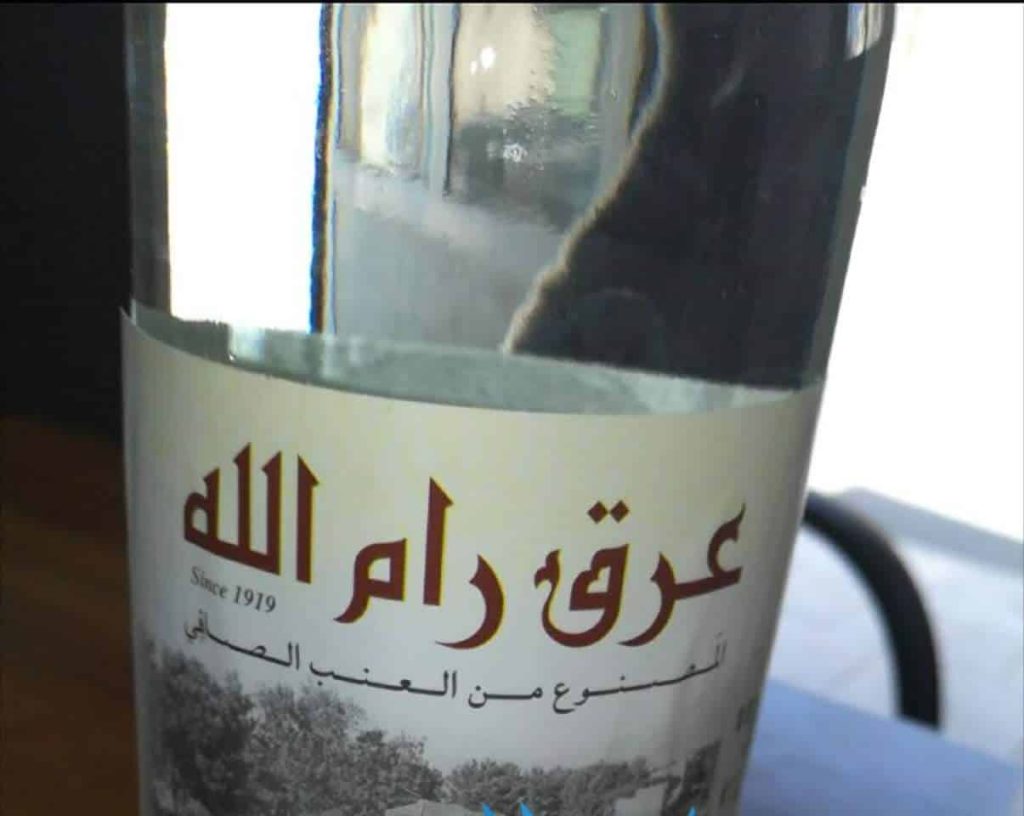 عرق رام الله
Since 1919
المصنوع من العنب الصافي